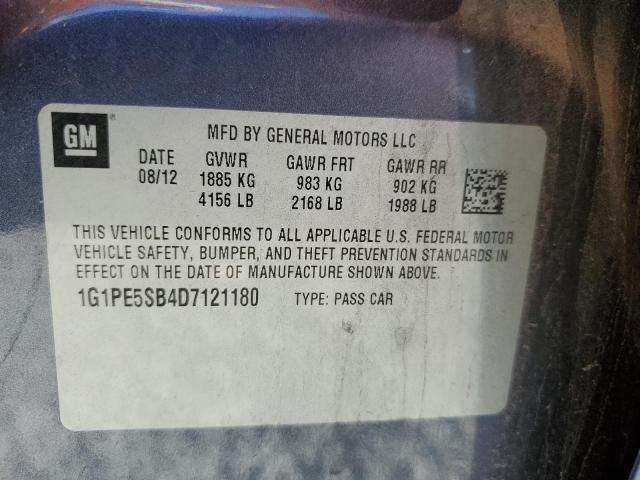 GM
MFD BY GENERAL MOTORS LLC
DATE GVWR GAWR FRT GAWR RR
08/12 1885 KG 983 KG 902 KG
4156 LB 2168 LB 1988 LB
THIS VEHICLE CONFORMS TO ALL APPLICABLE U.S. FEDERAL MOTOR
VEHICLE SAFETY, BUMPER, AND THEFT PREVENTION STANDARDS IN
EFFECT ON THE DATE OF MANUFACTURE SHOWN ABOVE.
1G1PE5SB4D7121180 TYPE: PASS CAR